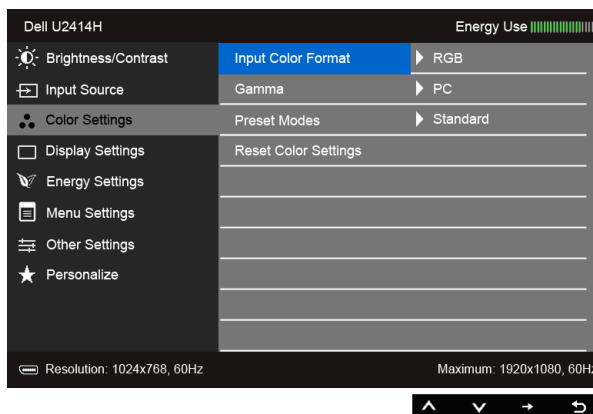 Dell U2414H Energy Use
Brightness/Contrast Input Color Format RGB
Input Source Gamma PC
Color Settings Preset Modes Standard
Display Settings Reset Color Settings
Energy Settings
Menu Settings
Other Settings
Personalize
Resolution: 1024x768, 60Hz Maximum: 1920x1080, 60Hz